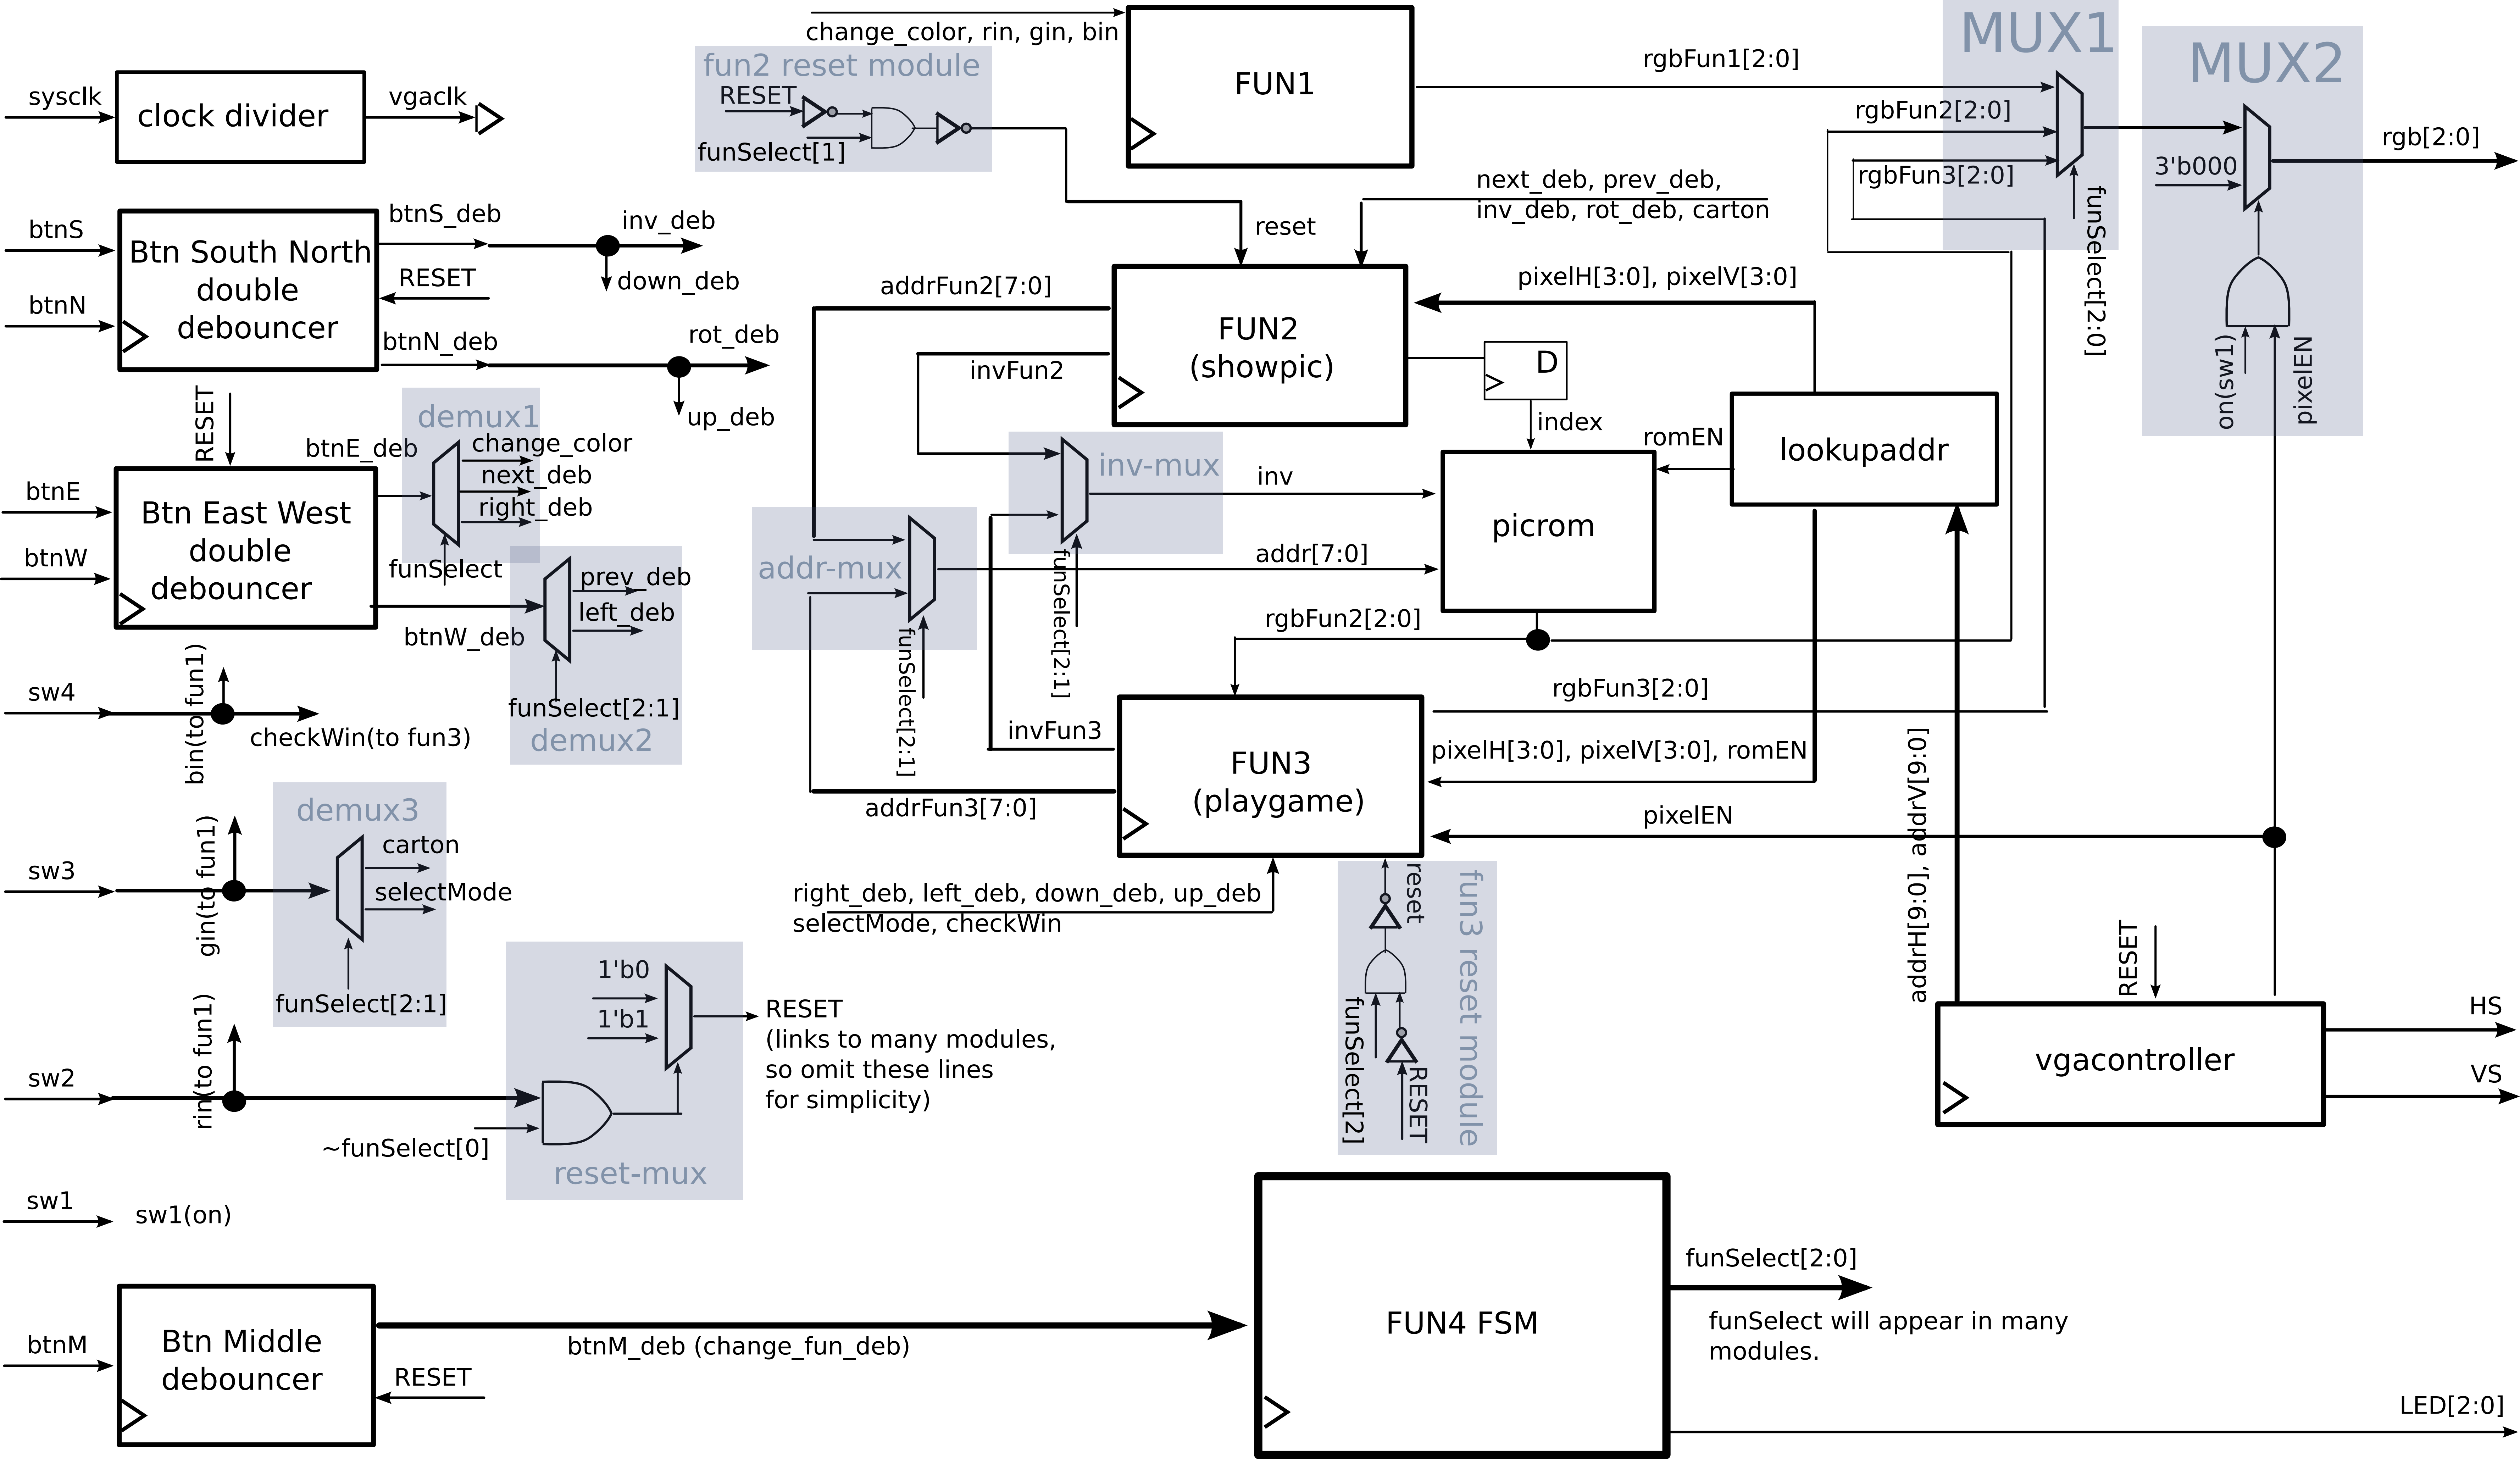 change_color, rin, gin, bin
MUX1
MUX2
fun2 reset module
RESET
funSelect[1]
FUN1
rgbFun1[2:0]
rgbFun2[2:0]
rgbFun3[2:0]
funSelect[2:0]
3'b000
rgb[2:0]
on(sw1)
pixelEN
sysclk
clock divider
vgaclk
btnS
btnN
Btn South North
double
debouncer
btnS_deb
RESET
btnN_deb
inv_deb
down_deb
rot_deb
up_deb
reset
next_deb, prev_deb,
inv_deb, rot_deb, carton
addrFun2[7:0]
invFun2
FUN2
(showpic)
pixelH[3:0], pixelV[3:0]
D
index
romEN
lookupaddr
RESET
demux1
btnE_deb
change_color
next_deb
right_deb
funSelect
btnE
btnW
Btn East West
double
debouncer
btnW_deb
prev_deb
left_deb
funSelect[2:1]
demux2
inv-mux
inv
funSelect[2:1]
addr-mux
addr[7:0]
funSelect[2:1]
picrom
rgbFun2[2:0]
rgbFun3[2:0]
sw4
bin(to fun1)
checkWin(to fun3)
invFun3
addrFun3[7:0]
FUN3
(playgame)
pixelH[3:0], pixelV[3:0], romEN
pixelEN
addrH[9:0], addrV[9:0]
demux3
carton
selectMode
funSelect[2:1]
sw3
gin(to fun1)
right_deb, left_deb, down_deb, up_deb
selectMode, checkWin
reset
fun3 reset module
funSelect[2]
RESET
sw2
rin(to fun1)
~funSelect[0]
1'b0
1'b1
reset-mux
RESET
(links to many modules,
so omit these lines
for simplicity)
RESET
vgacontroller
HS
VS
sw1
sw1(on)
btnM
Btn Middle
debouncer
btnM_deb (change_fun_deb)
RESET
FUN4 FSM
funSelect[2:0]
funSelect will appear in many
modules.
LED[2:0]